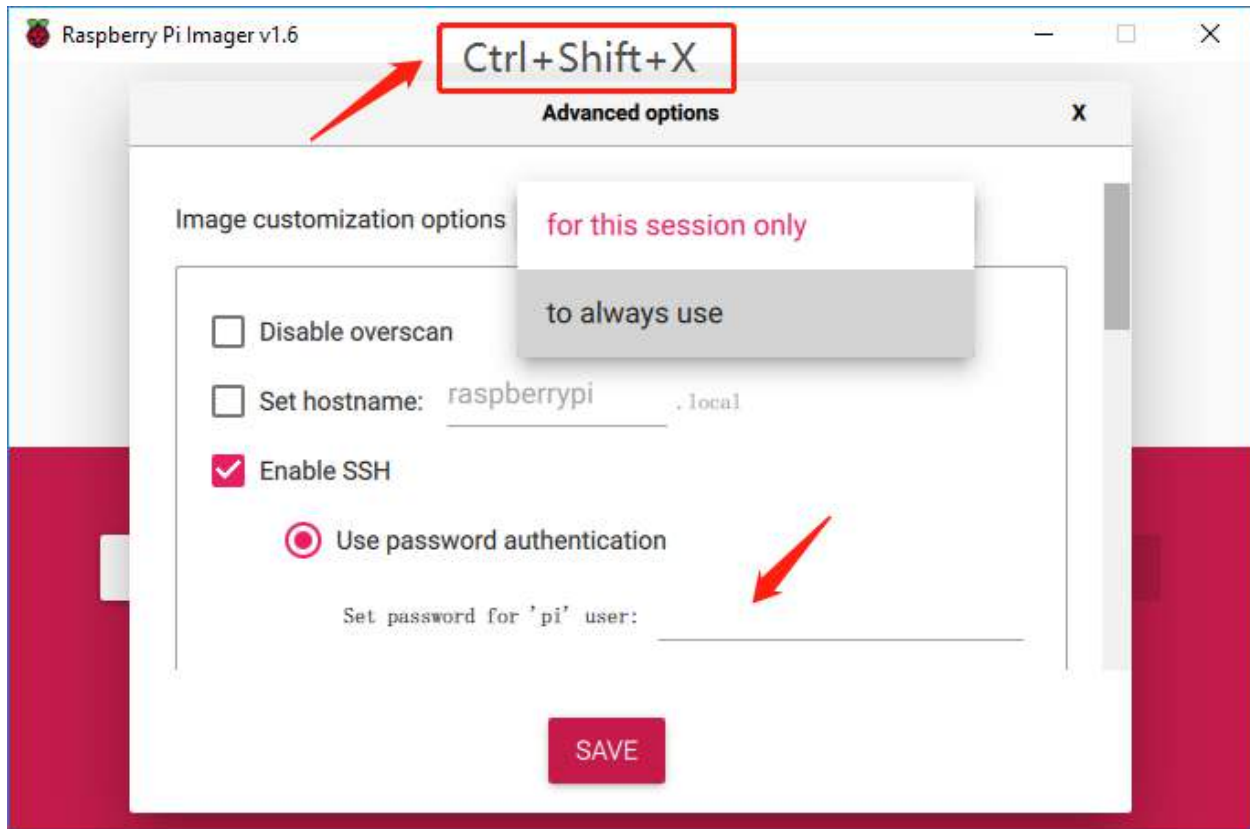 Raspberry Pi Imager v1.6
Ctrl+Shift+X
Advanced options X
Image customization options for this session only
to always use
Disable overscan
Set hostname: raspberrypi .local
Enable SSH
Use password authentication
Set password for 'pi' user:
SAVE